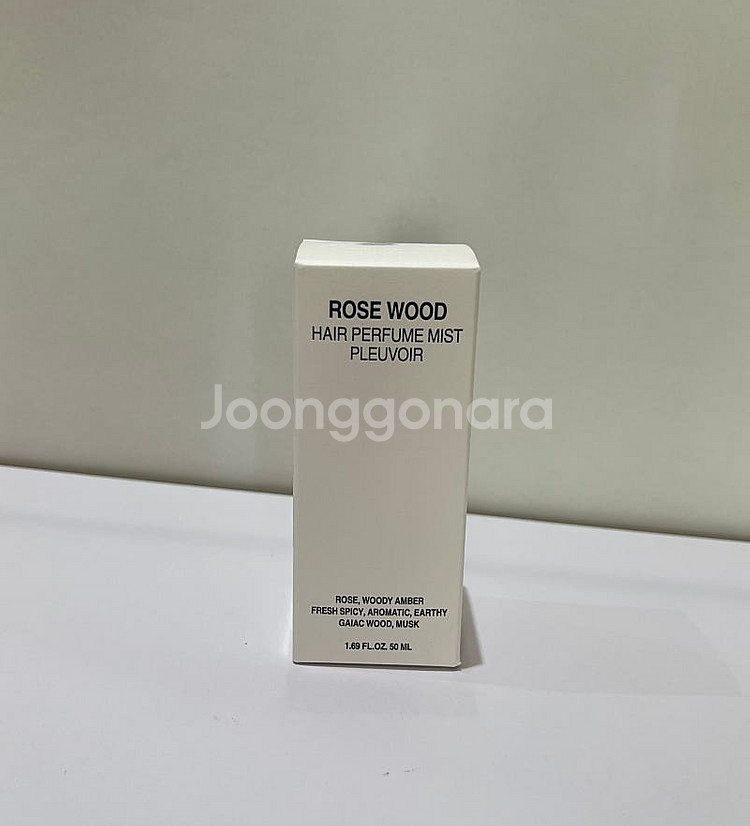 ROSE WOOD
HAIR PERFUME MIST
PLEUVOIR
Joonggonara
ROSE, WOODY AMBER
FRESH SPICY, AROMATIC, EARTHY
GAIAC WOOD, MUSK
1.69 FL.OZ. 50 ML